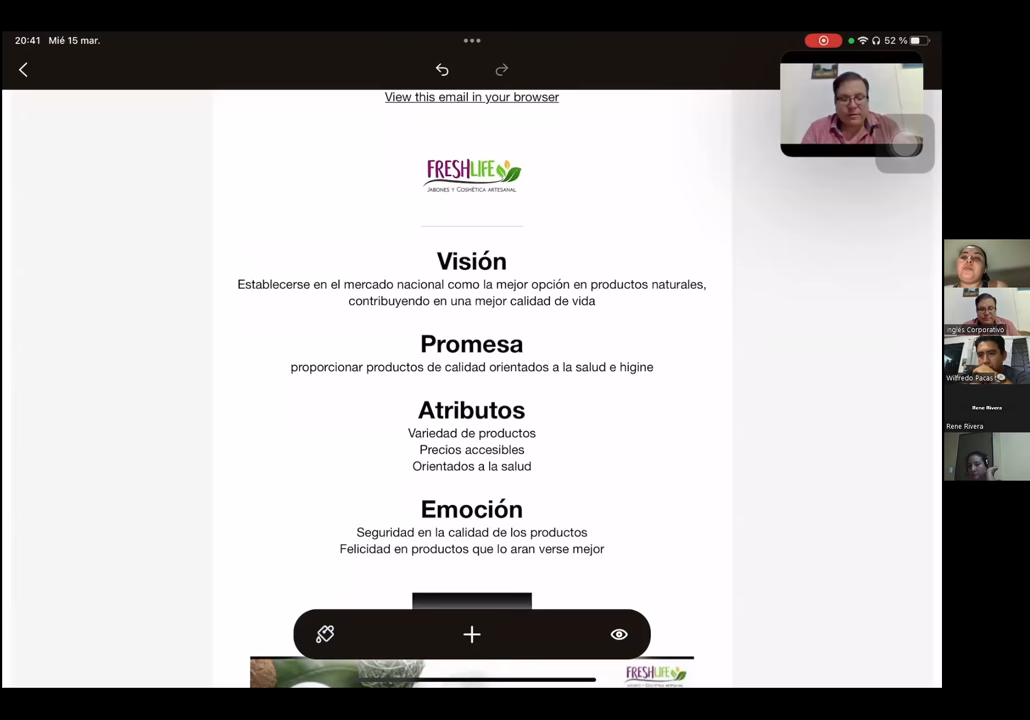 20:41 Mié 15 mar.
52 %
View this email in your browser
FRESHLIFE
JABONES Y COSMÉTICA ARTESANAL
Visión
Establecerse en el mercado nacional como la mejor opción en productos naturales,
contribuyendo en una mejor calidad de vida
Promesa
proporcionar productos de calidad orientados a la salud e higine
Atributos
Variedad de productos
Precios accesibles
Orientados a la salud
Emoción
Seguridad en la calidad de los productos
Felicidad en productos que lo aran verse mejor
FRESHLIFE
Inglés Corporativo
Wilfredo Pacas
Rene Rivera
Rene Rivera